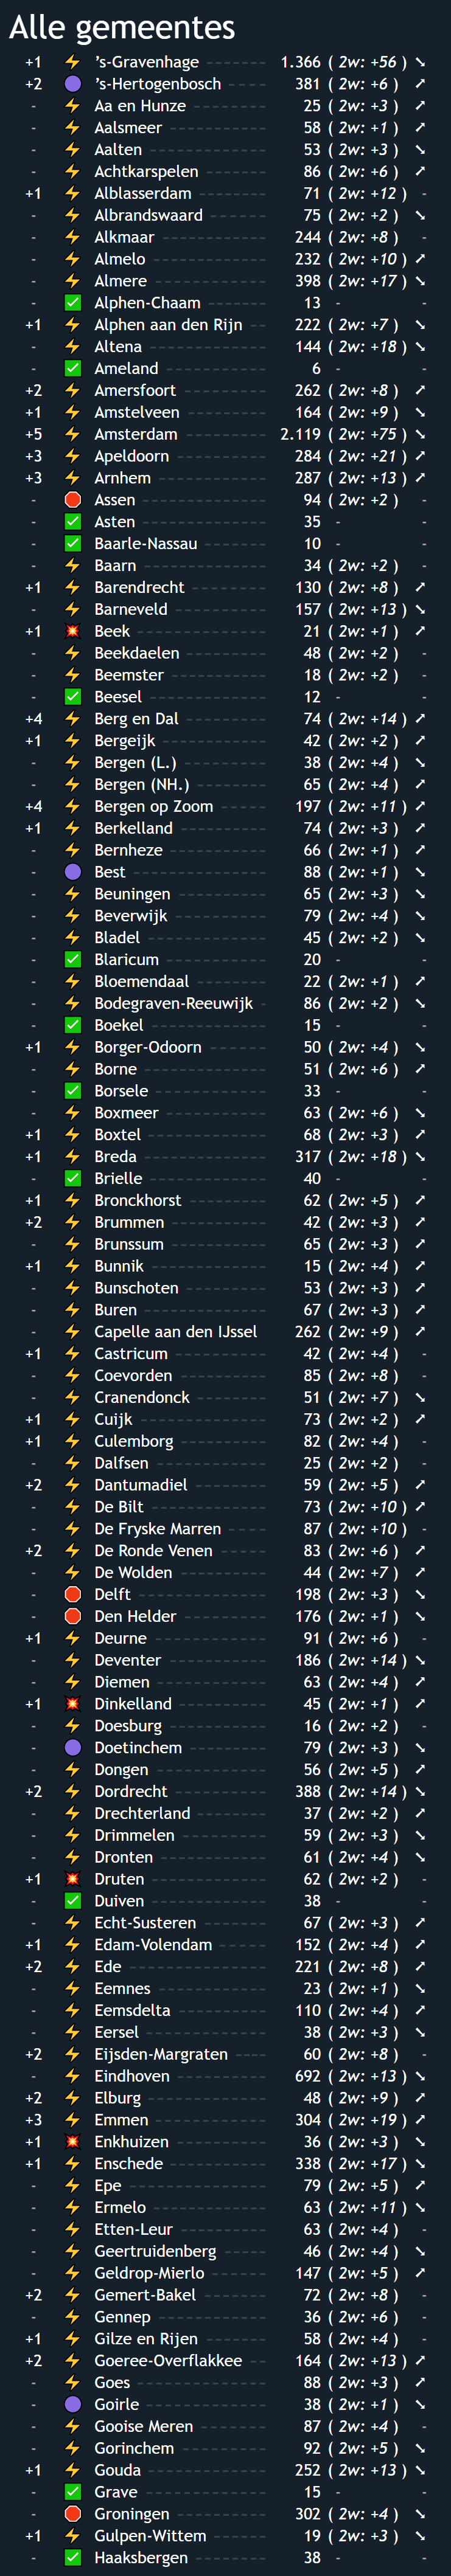 Alle gemeentes
+1 ⚡ ’s-Gravenhage 1.366 ( 2w: +56 ) ➘
+2 🟣 ’s-Hertogenbosch 381 ( 2w: +6 ) ➚
- ⚡ Aa en Hunze 25 ( 2w: +3 ) ➚
- ⚡ Aalsmeer 58 ( 2w: +1 ) ➚
- ⚡ Aalten 53 ( 2w: +3 ) ➘
- ⚡ Achtkarspelen 86 ( 2w: +6 ) ➚
+1 ⚡ Alblasserdam 71 ( 2w: +12 ) -
- ⚡ Albrandswaard 75 ( 2w: +2 ) ➘
- ⚡ Alkmaar 244 ( 2w: +8 ) -
- ⚡ Almelo 232 ( 2w: +10 ) ➚
- ⚡ Almere 398 ( 2w: +17 ) ➘
- ✅ Alphen-Chaam 13 - -
+1 ⚡ Alphen aan den Rijn 222 ( 2w: +7 ) ➘
- ⚡ Altena 144 ( 2w: +18 ) ➘
- ✅ Ameland 6 - -
+2 ⚡ Amersfoort 262 ( 2w: +8 ) ➚
+1 ⚡ Amstelveen 164 ( 2w: +9 ) ➘
+5 ⚡ Amsterdam 2.119 ( 2w: +75 ) ➘
+3 ⚡ Apeldoorn 284 ( 2w: +21 ) ➚
+3 ⚡ Arnhem 287 ( 2w: +13 ) ➚
- 🛑 Assen 94 ( 2w: +2 ) -
- ✅ Asten 35 - -
- ✅ Baarle-Nassau 10 - -
- ⚡ Baarn 34 ( 2w: +2 ) -
+1 ⚡ Barendrecht 130 ( 2w: +8 ) ➚
- ⚡ Barneveld 157 ( 2w: +13 ) ➘
+1 💥 Beek 21 ( 2w: +1 ) ➚
- ⚡ Beekdaelen 48 ( 2w: +2 ) -
- ⚡ Beemster 18 ( 2w: +2 ) -
- ✅ Beesel 12 - -
+4 ⚡ Berg en Dal 74 ( 2w: +14 ) ➚
+1 ⚡ Bergeijk 42 ( 2w: +2 ) ➚
- ⚡ Bergen (L.) 38 ( 2w: +4 ) ➘
- ⚡ Bergen (NH.) 65 ( 2w: +4 ) ➚
+4 ⚡ Bergen op Zoom 197 ( 2w: +11 ) ➚
+1 ⚡ Berkelland 74 ( 2w: +3 ) ➚
- ⚡ Bernheze 66 ( 2w: +1 ) ➘
- 🟣 Best 88 ( 2w: +1 ) ➘
- ⚡ Beuningen 65 ( 2w: +3 ) ➘
- ⚡ Beverwijk 79 ( 2w: +4 ) ➘
- ⚡ Bladel 45 ( 2w: +2 ) ➘
- ✅ Blaricum 20 - -
- ⚡ Bloemendaal 22 ( 2w: +1 ) ➚
- ⚡ Bodegraven-Reeuwijk 86 ( 2w: +2 ) ➘
- ✅ Boekel 15 - -
+1 ⚡ Borger-Odoorn 50 ( 2w: +4 ) ➘
- ⚡ Borne 51 ( 2w: +6 ) ➚
- ✅ Borsele 33 - -
- ⚡ Boxmeer 63 ( 2w: +6 ) ➘
+1 ⚡ Boxtel 68 ( 2w: +3 ) ➚
+1 ⚡ Breda 317 ( 2w: +18 ) ➘
- ✅ Brielle 40 - -
+1 ⚡ Bronckhorst 62 ( 2w: +5 ) ➚
+2 ⚡ Brummen 42 ( 2w: +3 ) ➚
- ⚡ Brunssum 65 ( 2w: +3 ) ➚
+1 ⚡ Bunnik 15 ( 2w: +4 ) ➚
- ⚡ Bunschoten 53 ( 2w: +3 ) ➚
- ⚡ Buren 67 ( 2w: +3 ) ➚
- ⚡ Capelle aan den IJssel 262 ( 2w: +9 ) ➚
+1 ⚡ Castricum 42 ( 2w: +4 ) -
- ⚡ Coevorden 85 ( 2w: +8 ) -
- ⚡ Cranendonck 51 ( 2w: +7 ) ➘
+1 ⚡ Cuijk 73 ( 2w: +2 ) ➚
+1 ⚡ Culemborg 82 ( 2w: +4 ) -
- ⚡ Dalfsen 25 ( 2w: +2 ) -
+2 ⚡ Dantumadiel 59 ( 2w: +5 ) ➚
- ⚡ De Bilt 73 ( 2w: +10 ) ➚
- ⚡ De Fryske Marren 87 ( 2w: +10 ) -
+2 ⚡ De Ronde Venen 83 ( 2w: +6 ) ➚
- ⚡ De Wolden 44 ( 2w: +7 ) ➚
- 🛑 Delft 198 ( 2w: +3 ) ➘
- 🛑 Den Helder 176 ( 2w: +1 ) ➘
+1 ⚡ Deurne 91 ( 2w: +6 ) -
- ⚡ Deventer 186 ( 2w: +14 ) ➘
- ⚡ Diemen 63 ( 2w: +4 ) ➚
+1 💥 Dinkelland 45 ( 2w: +1 ) ➚
- ⚡ Doesburg 16 ( 2w: +2 ) -
- 🟣 Doetinchem 79 ( 2w: +3 ) ➘
- ⚡ Dongen 56 ( 2w: +5 ) ➚
+2 ⚡ Dordrecht 388 ( 2w: +14 ) ➘
- ⚡ Drechterland 37 ( 2w: +2 ) ➚
- ⚡ Drimmelen 59 ( 2w: +3 ) ➘
- ⚡ Dronten 61 ( 2w: +4 ) ➘
+1 💥 Druten 62 ( 2w: +2 ) -
- ✅ Duiven 38 - -
- ⚡ Echt-Susteren 67 ( 2w: +3 ) ➚
+1 ⚡ Edam-Volendam 152 ( 2w: +4 ) ➚
+2 ⚡ Ede 221 ( 2w: +8 ) ➚
- ⚡ Eemnes 23 ( 2w: +1 ) ➘
- ⚡ Eemsdelta 110 ( 2w: +4 ) ➚
- ⚡ Eersel 38 ( 2w: +3 ) ➘
+2 ⚡ Eijsden-Margraten 60 ( 2w: +8 ) -
- ⚡ Eindhoven 692 ( 2w: +13 ) ➘
+2 ⚡ Elburg 48 ( 2w: +9 ) ➚
+3 ⚡ Emmen 304 ( 2w: +19 ) ➚
+1 💥 Enkhuizen 36 ( 2w: +3 ) ➘
+1 ⚡ Enschede 338 ( 2w: +17 ) ➘
- ⚡ Epe 79 ( 2w: +5 ) ➚
- ⚡ Ermelo 63 ( 2w: +11 ) ➘
- ⚡ Etten-Leur 63 ( 2w: +4 ) -
- ⚡ Geertruidenberg 46 ( 2w: +4 ) ➘
- ⚡ Geldrop-Mierlo 147 ( 2w: +5 ) ➚
+2 ⚡ Gemert-Bakel 72 ( 2w: +8 ) -
- ⚡ Gennep 36 ( 2w: +6 ) -
+1 ⚡ Gilze en Rijen 58 ( 2w: +4 ) -
+2 ⚡ Goeree-Overflakkee 164 ( 2w: +13 ) ➚
- ⚡ Goes 88 ( 2w: +3 ) ➚
- 🟣 Goirle 38 ( 2w: +1 ) ➘
- ⚡ Gooise Meren 87 ( 2w: +4 ) -
- ⚡ Gorinchem 92 ( 2w: +5 ) ➘
+1 ⚡ Gouda 252 ( 2w: +13 ) ➘
- ✅ Grave 15 - -
- 🛑 Groningen 302 ( 2w: +4 ) ➘
+1 ⚡ Gulpen-Wittem 19 ( 2w: +3 ) ➘
- ✅ Haaksbergen 38 - -